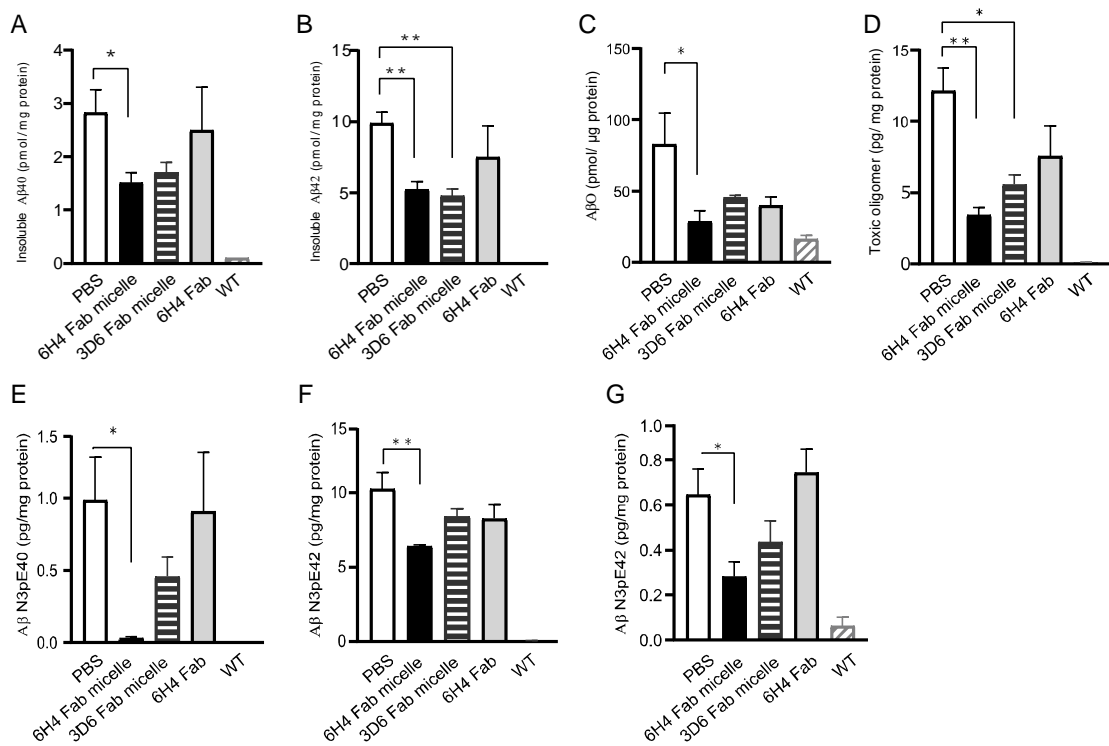 A
Insoluble Aβ40 (pmol/mg protein)
4
3
2
1
0
*
PBS
6H4 Fab micelle
3D6 Fab micelle
6H4 Fab
WT
B
Insoluble Aβ42 (pmol/mg protein)
15
10
5
0
**
**
PBS
6H4 Fab micelle
3D6 Fab micelle
6H4 Fab
WT
C
AβO (pmol/ μg protein)
150
100
50
0
*
PBS
6H4 Fab micelle
3D6 Fab micelle
6H4 Fab
WT
D
Toxic oligomer (pg/ mg protein)
15
10
5
0
*
**
PBS
6H4 Fab micelle
3D6 Fab micelle
6H4 Fab
WT
E
Aβ N3pE40 (pg/mg protein)
1.5
1.0
0.5
0.0
*
PBS
6H4 Fab micelle
3D6 Fab micelle
6H4 Fab
WT
F
Aβ N3pE42 (pg/mg protein)
15
10
5
0
**
PBS
6H4 Fab micelle
3D6 Fab micelle
6H4 Fab
WT
G
Aβ N3pE42 (pg/mg protein)
1.0
0.8
0.6
0.4
0.2
0.0
*
PBS
6H4 Fab micelle
3D6 Fab micelle
6H4 Fab
WT